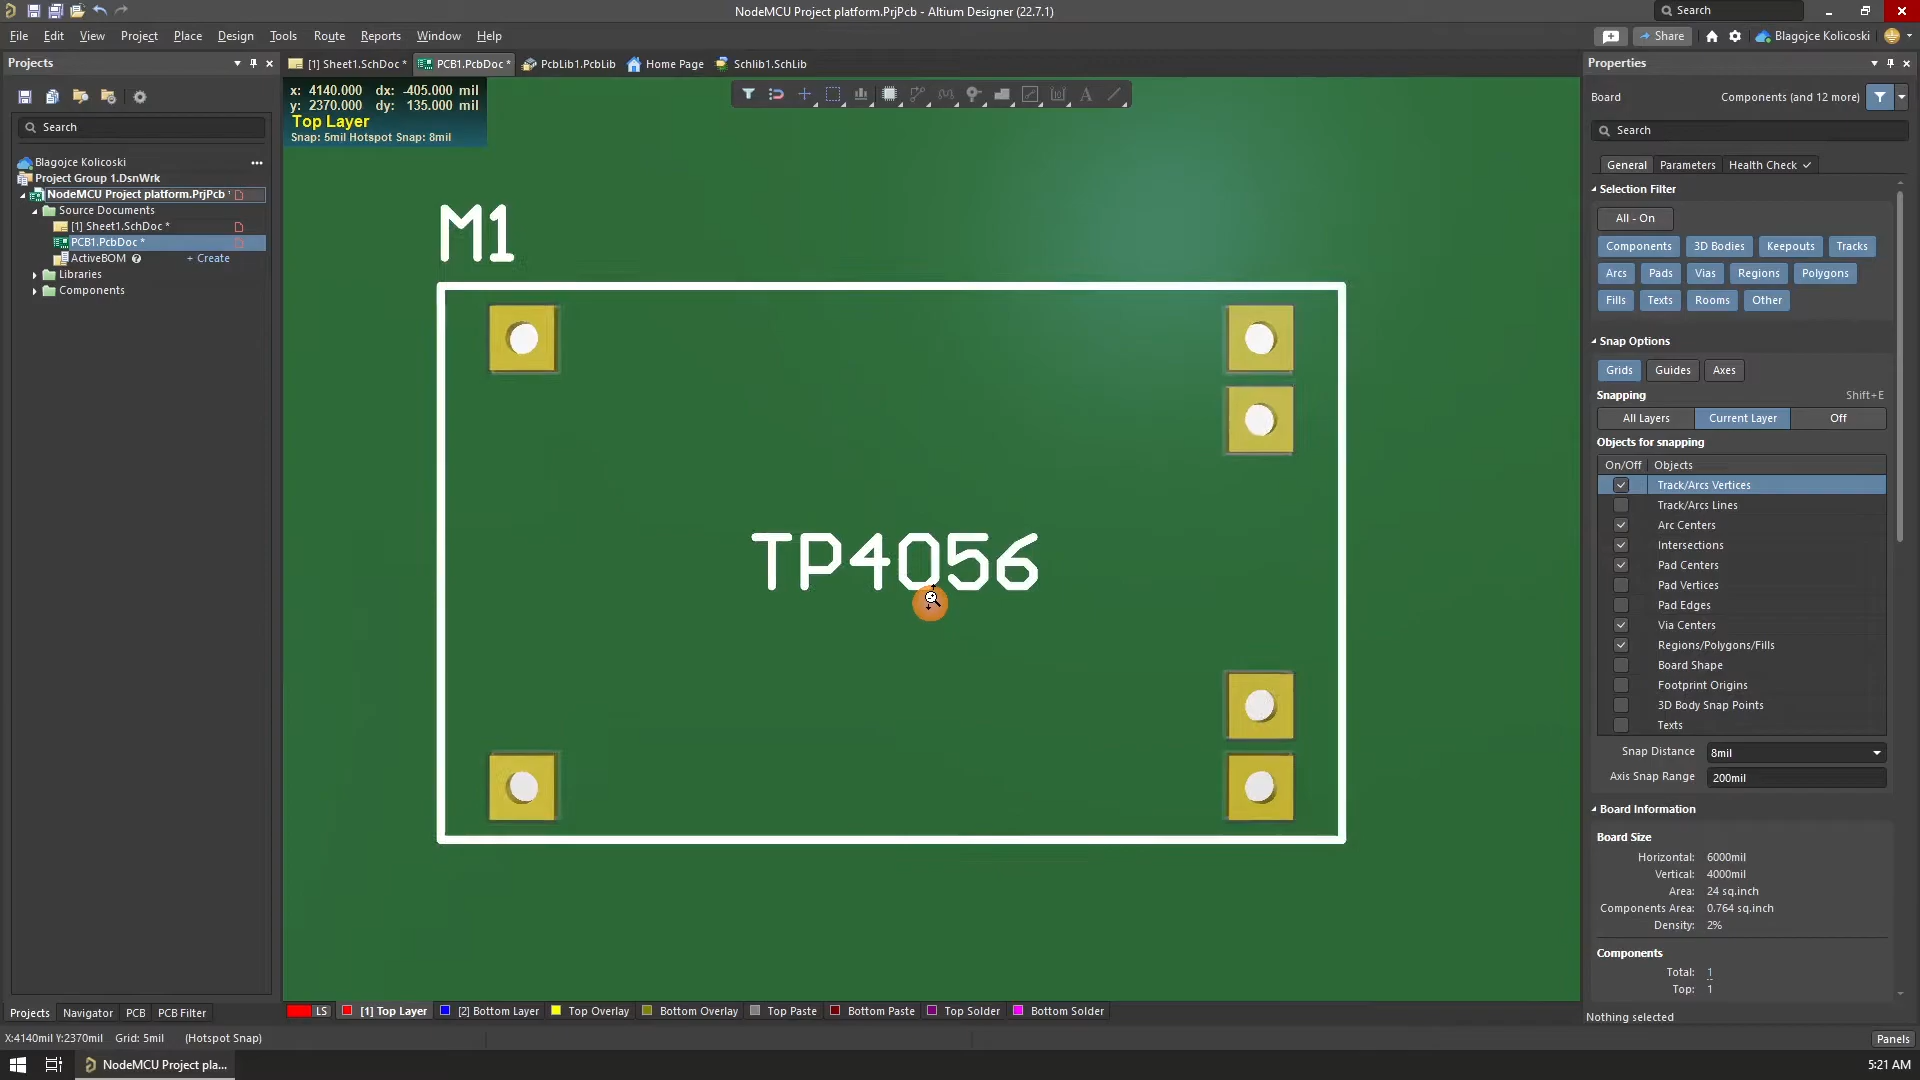 NodeMCU Project platform.PrjPcb - Altium Designer (22.7.1)
Search
File Edit View Project Place Design Tools Route Reports Window Help
Share
Blagojce Kolicoski
Projects
[1] Sheet1.SchDoc *
PCB1.PcbDoc *
PcbLib1.PcbLib
Home Page
Schlib1.SchLib
Properties
x: 4140.000 dx: -405.000 mil
y: 2370.000 dy: 135.000 mil
Top Layer
Snap: 5mil Hotspot Snap: 8mil
Search
Blagojce Kolicoski
Project Group 1.DsnWrk
NodeMCU Project platform.PrjPcb *
Source Documents
[1] Sheet1.SchDoc *
PCB1.PcbDoc *
ActiveBOM + Create
Libraries
Components
M1
TP4056
Board Components (and 12 more)
Search
General Parameters Health Check
Selection Filter
All - On
Components 3D Bodies Keepouts Tracks
Arcs Pads Vias Regions Polygons
Fills Texts Rooms Other
Snap Options
Grids Guides Axes
Snapping Shift+E
All Layers Current Layer Off
Objects for snapping
On/Off Objects
Track/Arcs Vertices
Track/Arcs Lines
Arc Centers
Intersections
Pad Centers
Pad Vertices
Pad Edges
Via Centers
Regions/Polygons/Fills
Board Shape
Footprint Origins
3D Body Snap Points
Texts
Snap Distance 8mil
Axis Snap Range 200mil
Board Information
Board Size
Horizontal: 6000mil
Vertical: 4000mil
Area: 24 sq.inch
Components Area: 0.764 sq.inch
Density: 2%
Components
Total: 1
Top: 1
Nothing selected
Projects Navigator PCB PCB Filter
LS [1] Top Layer [2] Bottom Layer Top Overlay Bottom Overlay Top Paste Bottom Paste Top Solder Bottom Solder
X:4140mil Y:2370mil Grid: 5mil (Hotspot Snap)
Panels
NodeMCU Project pla...
5:21 AM